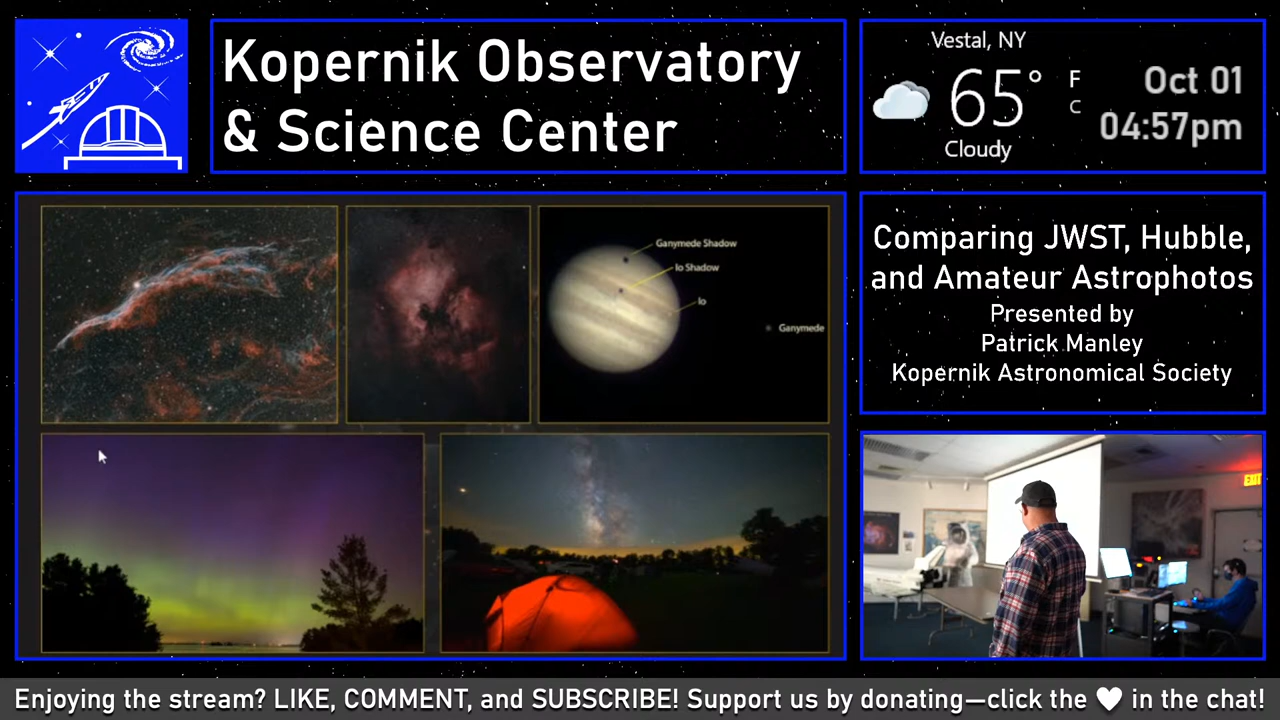 Kopernik Observatory
& Science Center
Vestal, NY
65° F
C
Cloudy
Oct 01
04:57pm
Ganymede Shadow
Io Shadow
Io
Ganymede
Comparing JWST, Hubble,
and Amateur Astrophotos
Presented by
Patrick Manley
Kopernik Astronomical Society
EXIT
Enjoying the stream? LIKE, COMMENT, and SUBSCRIBE! Support us by donating—click the ♥ in the chat!